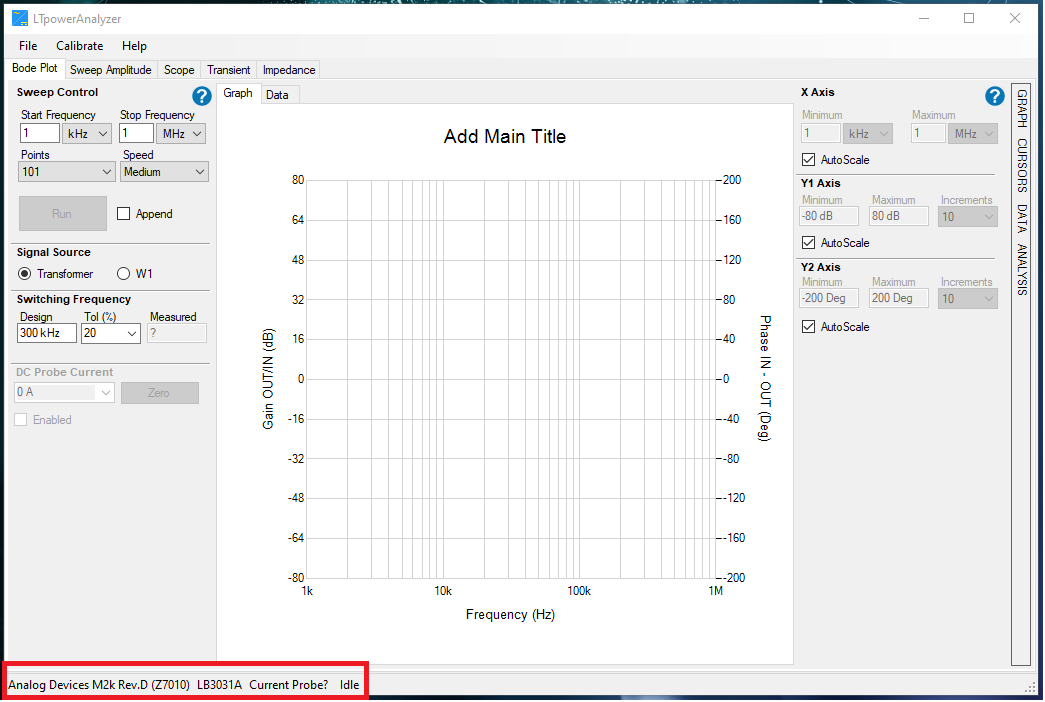 LTpowerAnalyzer
File Calibrate Help
Bode Plot Sweep Amplitude Scope Transient Impedance
Sweep Control
?
Start Frequency Stop Frequency
1 kHz 1 MHz
Points Speed
101 Medium
Run Append
Signal Source
Transformer W1
Switching Frequency
Design Tol (%) Measured
300 kHz 20 ?
DC Probe Current
0 A Zero
Enabled
Graph Data
Add Main Title
Gain OUT/IN (dB)
80
64
48
32
16
0
-16
-32
-48
-64
-80
200
160
120
80
40
0
-40
-80
-120
-160
-200
Phase IN - OUT (Deg)
1k 10k 100k 1M
Frequency (Hz)
X Axis
?
Minimum Maximum
1 kHz 1 MHz
AutoScale
Y1 Axis
Minimum Maximum Increments
-80 dB 80 dB 10
AutoScale
Y2 Axis
Minimum Maximum Increments
-200 Deg 200 Deg 10
AutoScale
GRAPH CURSORS DATA ANALYSIS
Analog Devices M2k Rev.D (Z7010) LB3031A Current Probe? Idle